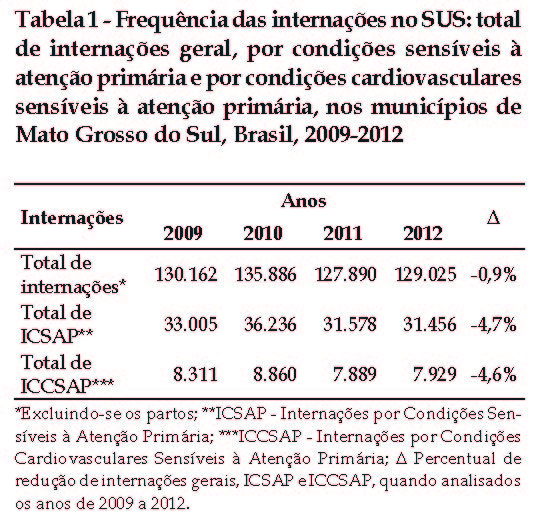 Tabela 1 - Frequência das internações no SUS: total
de internações geral, por condições sensíveis à
atenção primária e por condições cardiovasculares
sensíveis à atenção primária, nos municípios de
Mato Grosso do Sul, Brasil, 2009-2012
Internações Anos Δ
2009 2010 2011 2012
Total de
internações* 130.162 135.886 127.890 129.025 -0,9%
Total de
ICSAP** 33.005 36.236 31.578 31.456 -4,7%
Total de
ICCSAP*** 8.311 8.860 7.889 7.929 -4,6%
*Excluindo-se os partos; **ICSAP - Internações por Condições Sen-
síveis à Atenção Primária; ***ICCSAP - Internações por Condições
Cardiovasculares Sensíveis à Atenção Primária; Δ Percentual de
redução de internações gerais, ICSAP e ICCSAP, quando analisados
os anos de 2009 a 2012.